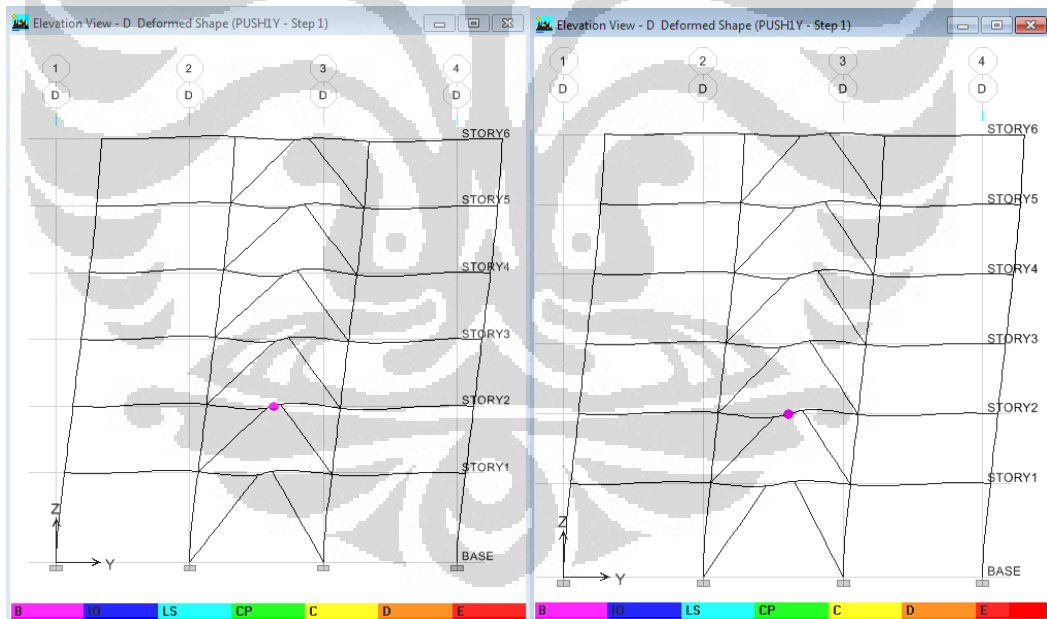 Elevation View - D Deformed Shape (PUSH1Y - Step 1)
1 2 3 4
D D D D
STORY6
STORY5
STORY4
STORY3
STORY2
STORY1
Z
Y
BASE
B IO LS CP C D E
Elevation View - D Deformed Shape (PUSH1Y - Step 1)
1 2 3 4
D D D D
STORY6
STORY5
STORY4
STORY3
STORY2
STORY1
Z
Y
BASE
B IO LS CP C D E